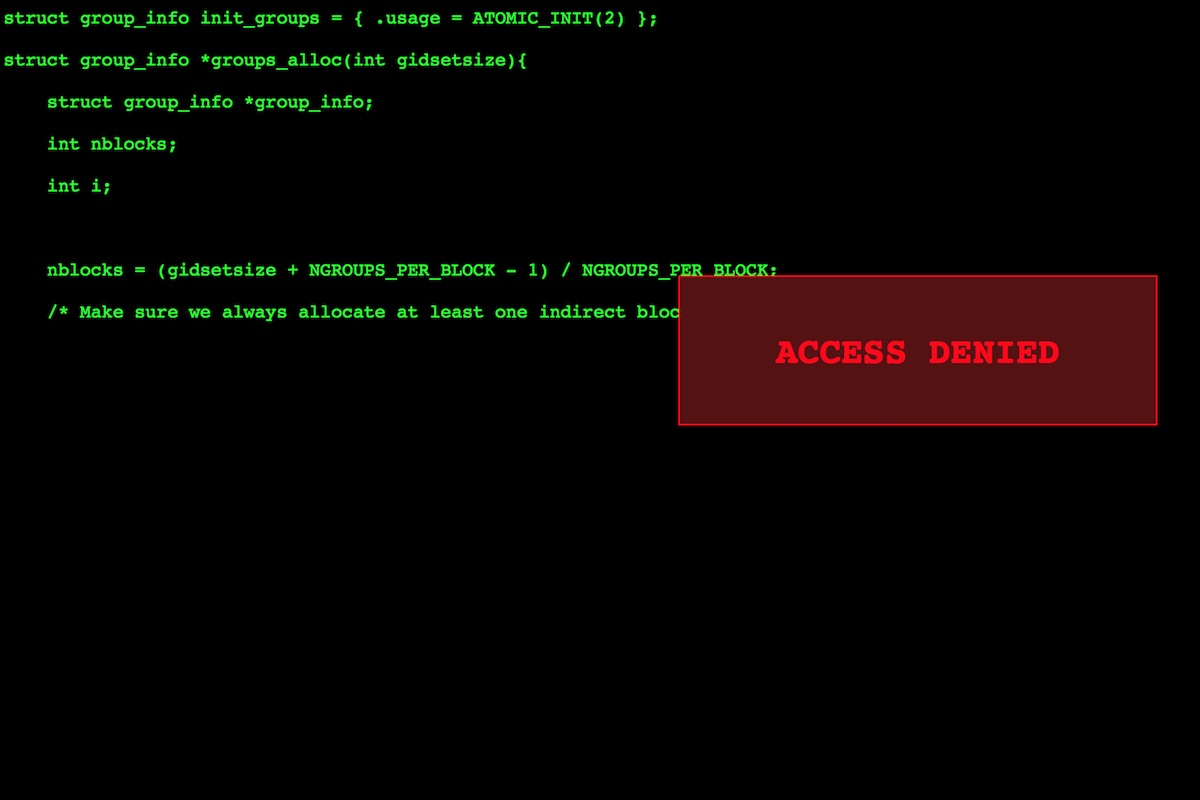 struct group_info init_groups = { .usage = ATOMIC_INIT(2) };
struct group_info *groups_alloc(int gidsetsize){
    struct group_info *group_info;
    int nblocks;
    int i;
    nblocks = (gidsetsize + NGROUPS_PER_BLOCK - 1) / NGROUPS_PER_BLOCK;
    /* Make sure we always allocate at least one indirect bloc
ACCESS DENIED